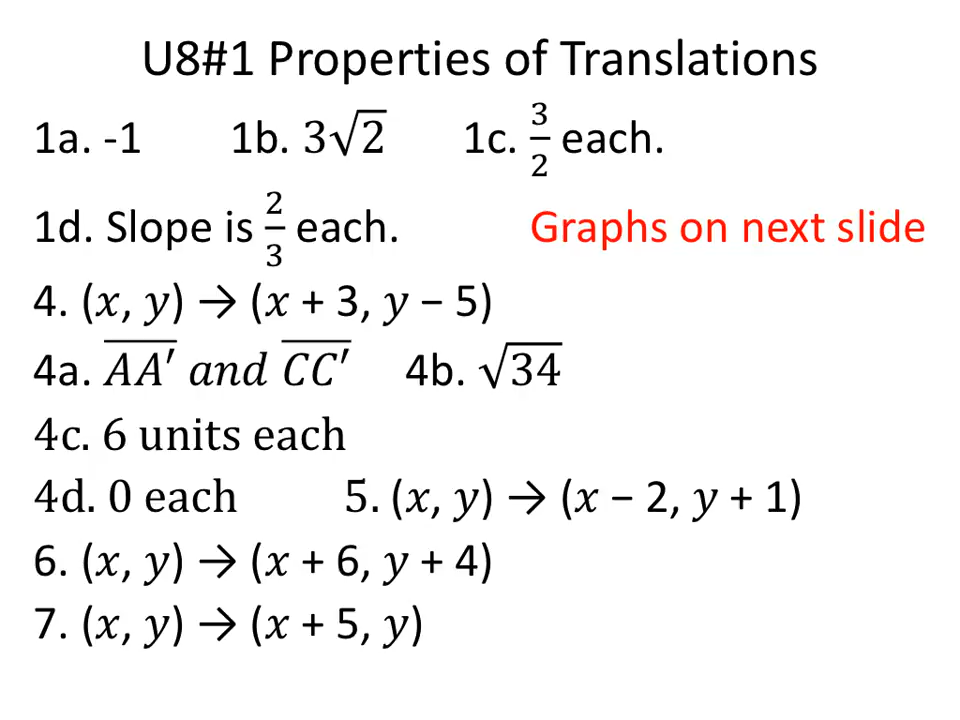 U8#1 Properties of Translations
1a. -1 1b. 3√2 1c. 3/2 each.
1d. Slope is 2/3 each. Graphs on next slide
4. (x, y) → (x + 3, y − 5)
4a. A̅A̅′̅ and C̅C̅′̅ 4b. √34
4c. 6 units each
4d. 0 each 5. (x, y) → (x − 2, y + 1)
6. (x, y) → (x + 6, y + 4)
7. (x, y) → (x + 5, y)